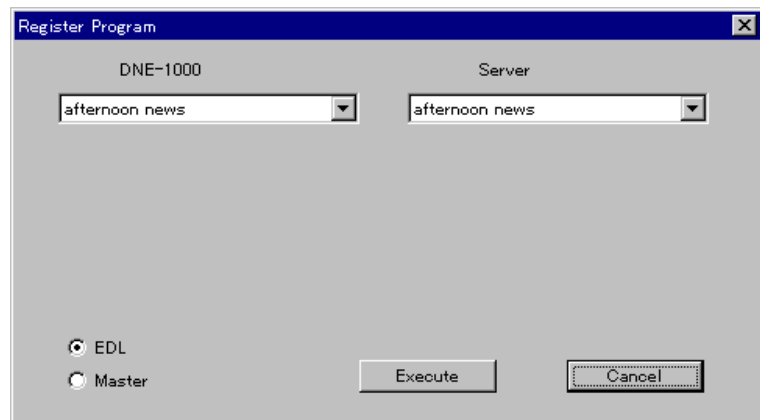 Register Program
DNE-1000
Server
afternoon news
afternoon news
EDL
Master
Execute
Cancel